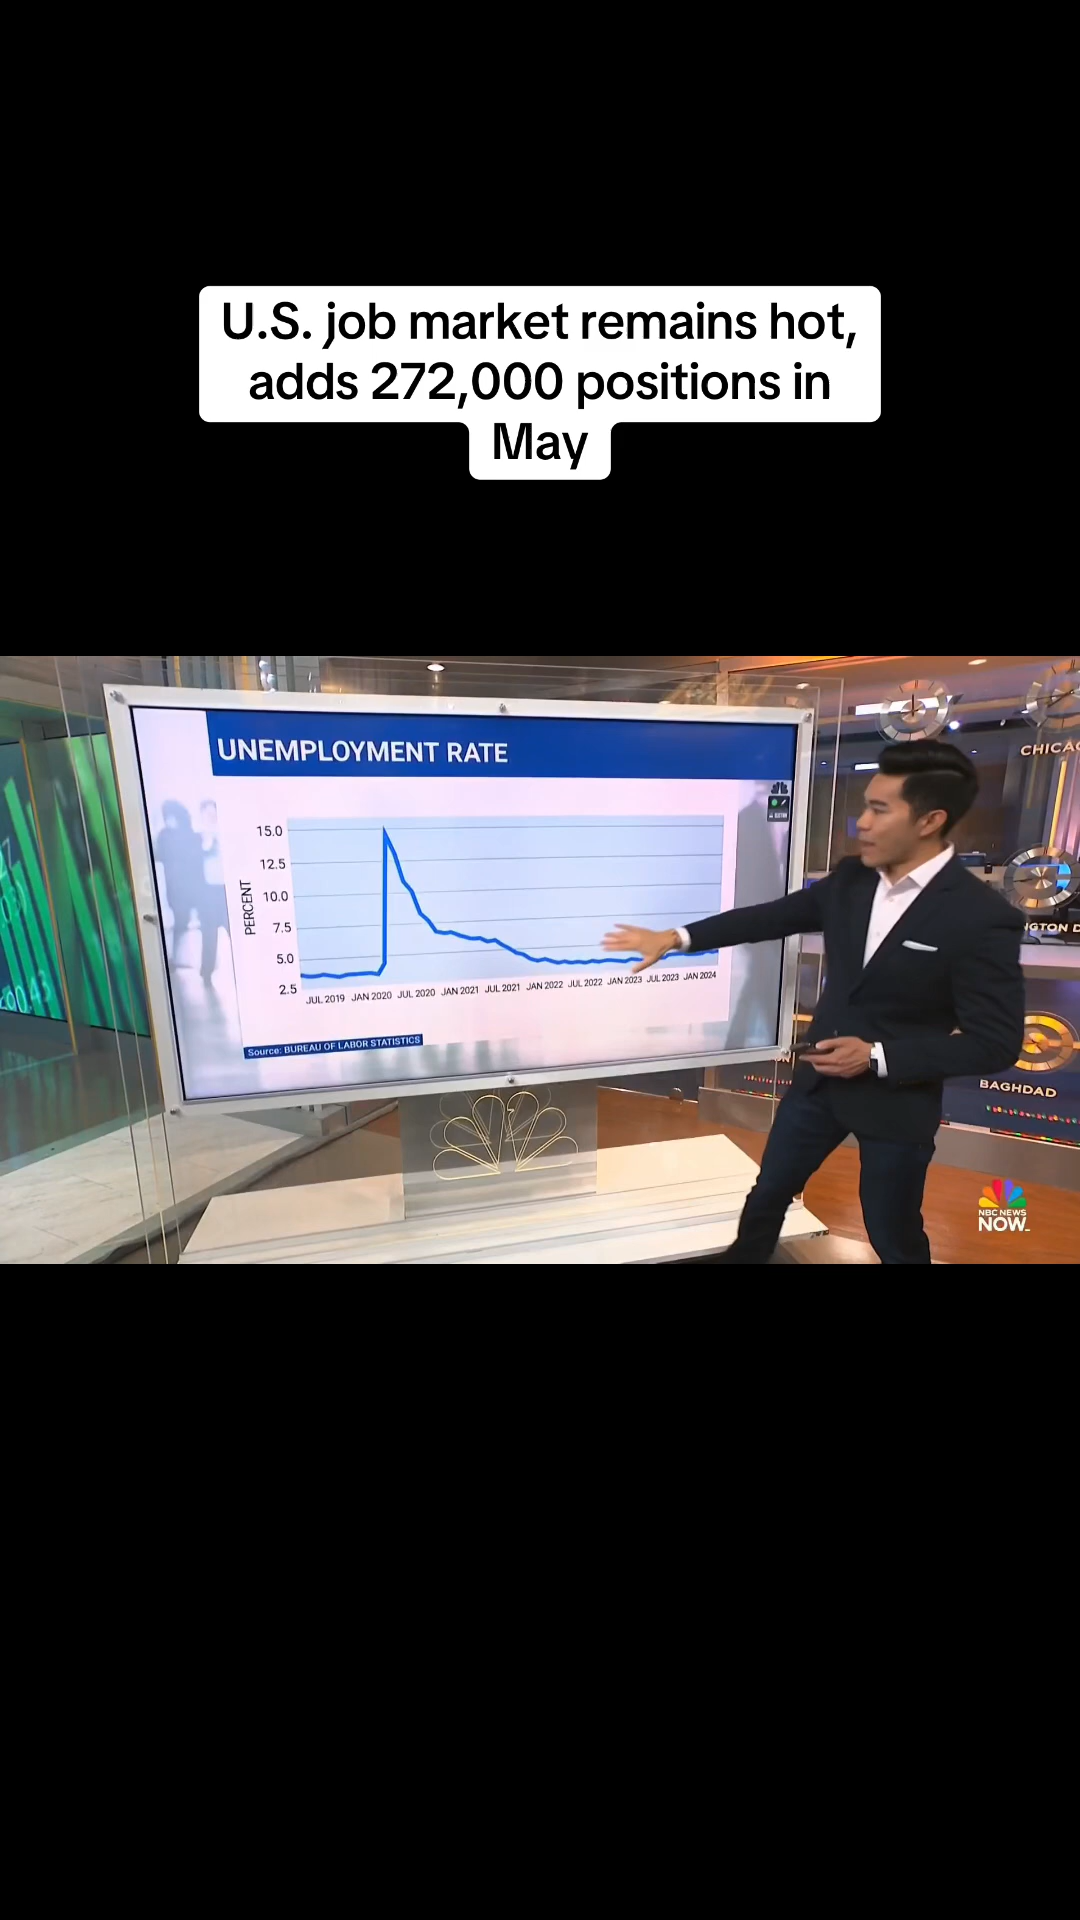 U.S. job market remains hot,
adds 272,000 positions in
May
UNEMPLOYMENT RATE
PERCENT
15.0
12.5
10.0
7.5
5.0
2.5
JUL 2019 JAN 2020 JUL 2020 JAN 2021 JUL 2021 JAN 2022 JUL 2022 JAN 2023 JUL 2023 JAN 2024
Source: BUREAU OF LABOR STATISTICS
CHICAG
NGTON D
BAGHDAD
NBC NEWS
NOW